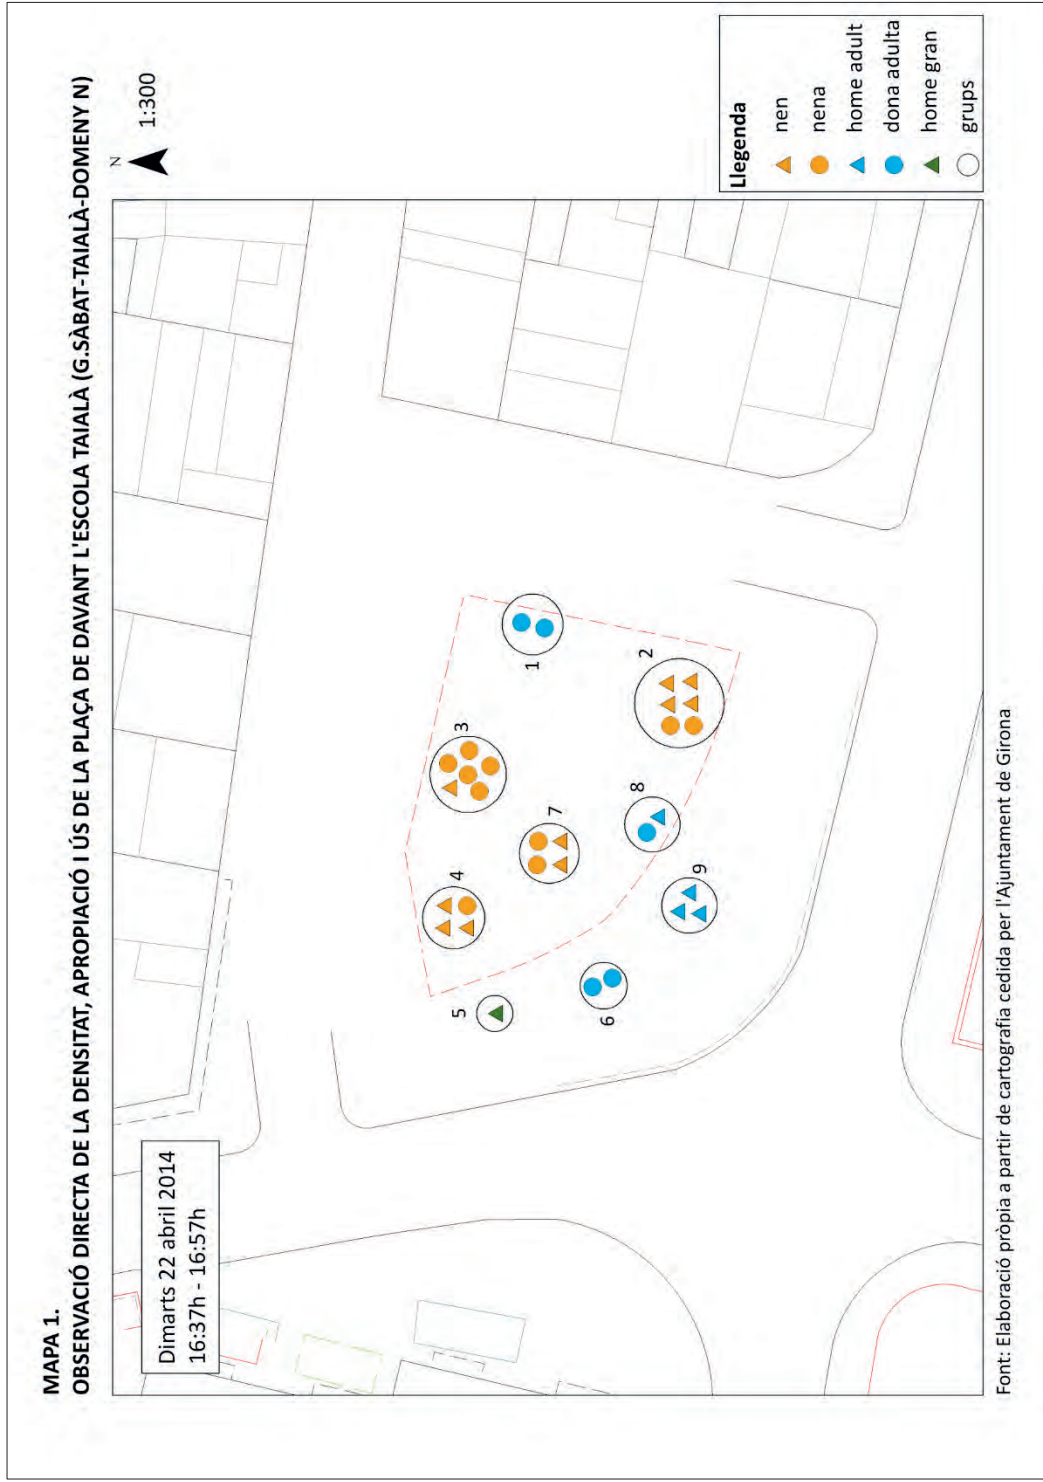 MAPA 1.
OBSERVACIÓ DIRECTA DE LA DENSITAT, APROPIACIÓ I ÚS DE LA PLAÇA DE DAVANT L'ESCOLA TAIALÀ (G.SÀBAT-TAIALÀ-DOMENY N)
N
1:300
Dimarts 22 abril 2014
16:37h - 16:57h
5
4
3
1
6
7
2
8
9
Llegenda
nen
nena
home adult
dona adulta
home gran
grups
Font: Elaboració pròpia a partir de cartografia cedida per l'Ajuntament de Girona